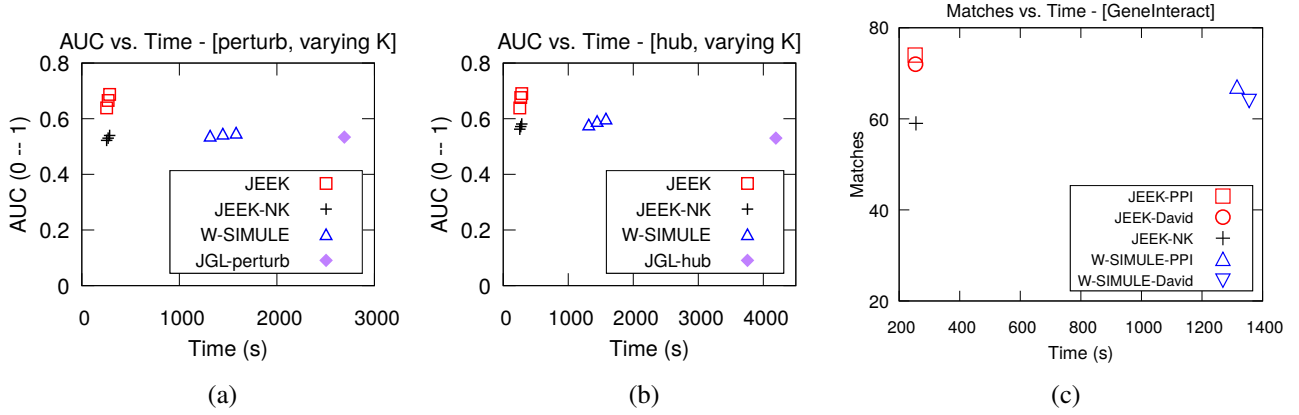 AUC vs. Time - [perturb, varying K]
AUC (0 -- 1)
0.8
0.6
0.4
0.2
0
JEEK
JEEK-NK
W-SIMULE
JGL-perturb
0 1000 2000 3000
Time (s)
(a)
AUC vs. Time - [hub, varying K]
AUC (0 -- 1)
0.8
0.6
0.4
0.2
0
JEEK
JEEK-NK
W-SIMULE
JGL-hub
0 1000 2000 3000 4000
Time (s)
(b)
Matches vs. Time - [GeneInteract]
Matches
80
60
40
20
JEEK-PPI
JEEK-David
JEEK-NK
W-SIMULE-PPI
W-SIMULE-David
200 400 600 800 1000 1200 1400
Time (s)
(c)